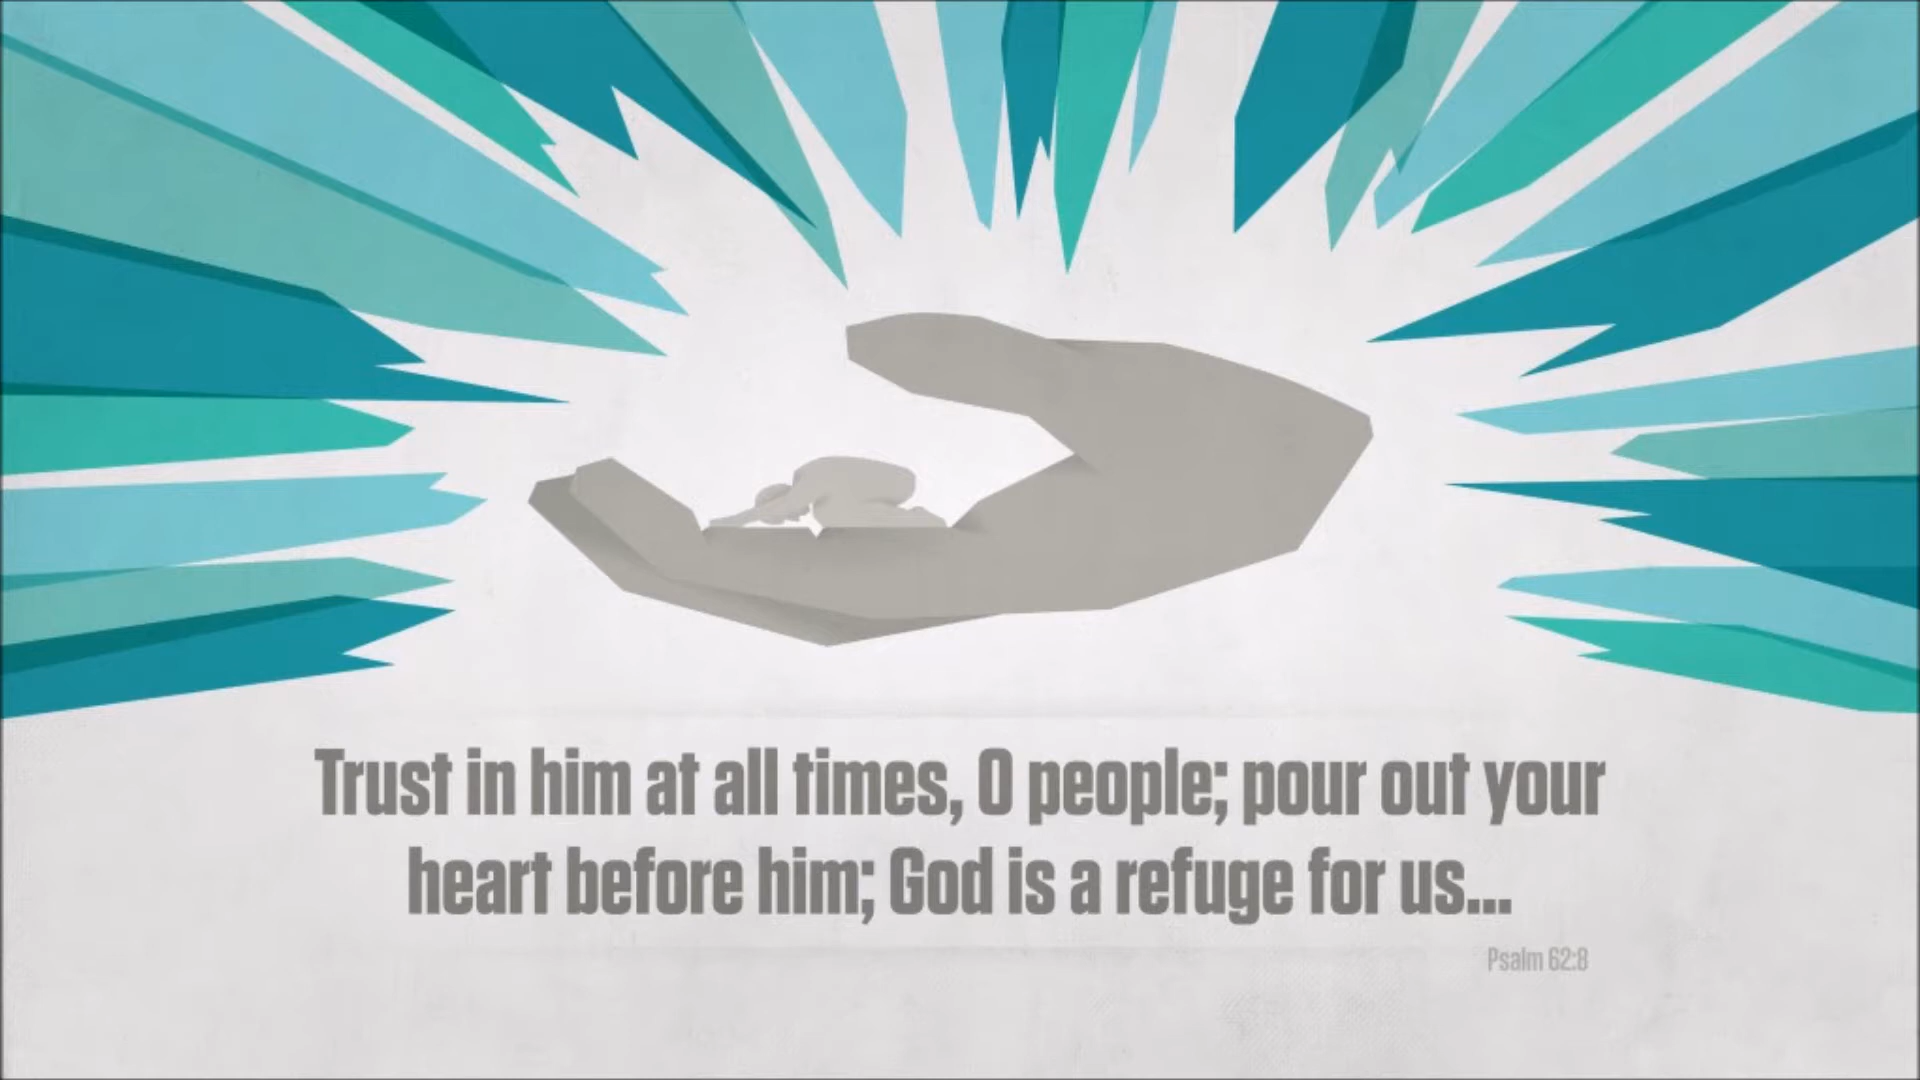 Trust in him at all times, O people; pour out your
heart before him; God is a refuge for us...
Psalm 62:8